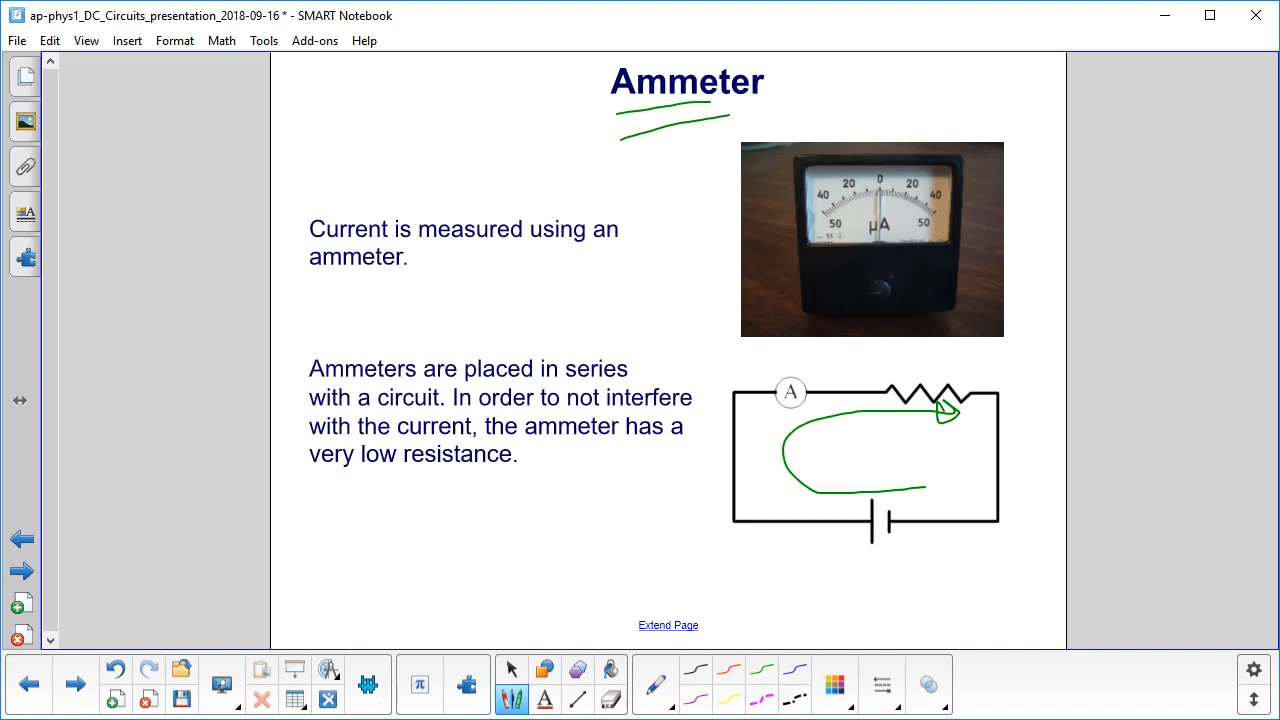 ap-phys1_DC_Circuits_presentation_2018-09-16 * - SMART Notebook
File Edit View Insert Format Math Tools Add-ons Help
Ammeter
40 20 0 20 40
50 µA 50
Current is measured using an
ammeter.
Ammeters are placed in series
with a circuit. In order to not interfere
with the current, the ammeter has a
very low resistance.
A
Extend Page